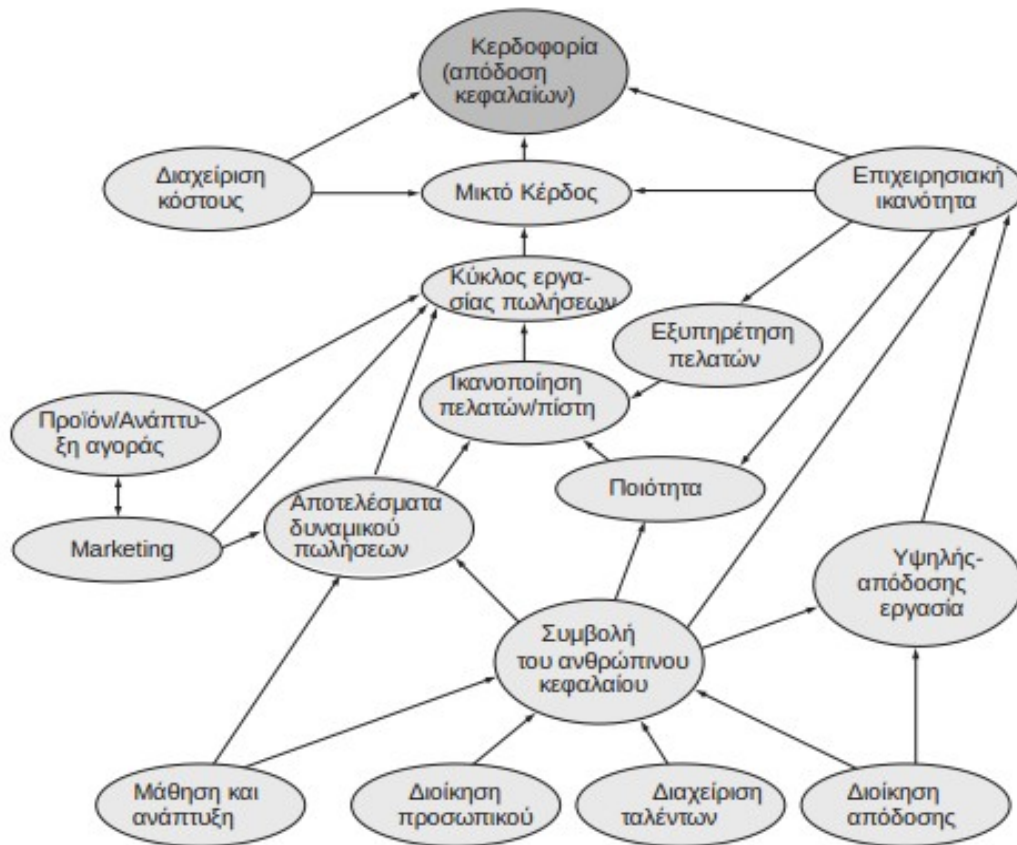 Κερδοφορία
(απόδοση
κεφαλαίων)
Διαχείριση
κόστους
Μικτό Κέρδος
Επιχειρησιακή
ικανότητα
Κύκλος εργα-
σίας πωλήσεων
Εξυπηρέτηση
πελατών
Ικανοποίηση
πελατών/πίστη
Προϊόν/Ανάπτυ-
ξη αγοράς
Ποιότητα
Αποτελέσματα
δυναμικού
πωλήσεων
Marketing
Υψηλής-
απόδοσης
εργασία
Συμβολή
του ανθρώπινου
κεφαλαίου
Μάθηση και
ανάπτυξη
Διοίκηση
προσωπικού
Διαχείριση
ταλέντων
Διοίκηση
απόδοσης